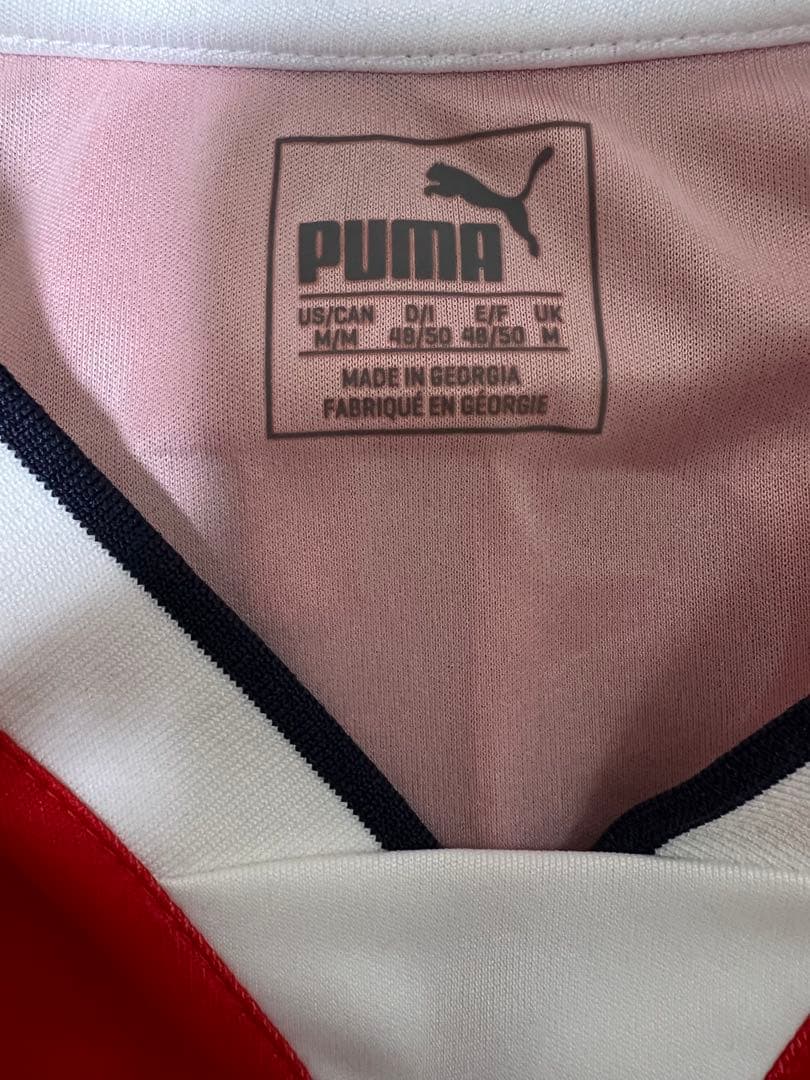 PUMA
US/CAN D/I E/F UK
M/M 48/50 48/50 M
MADE IN GEORGIA
FABRIQUÉ EN GÉORGIE